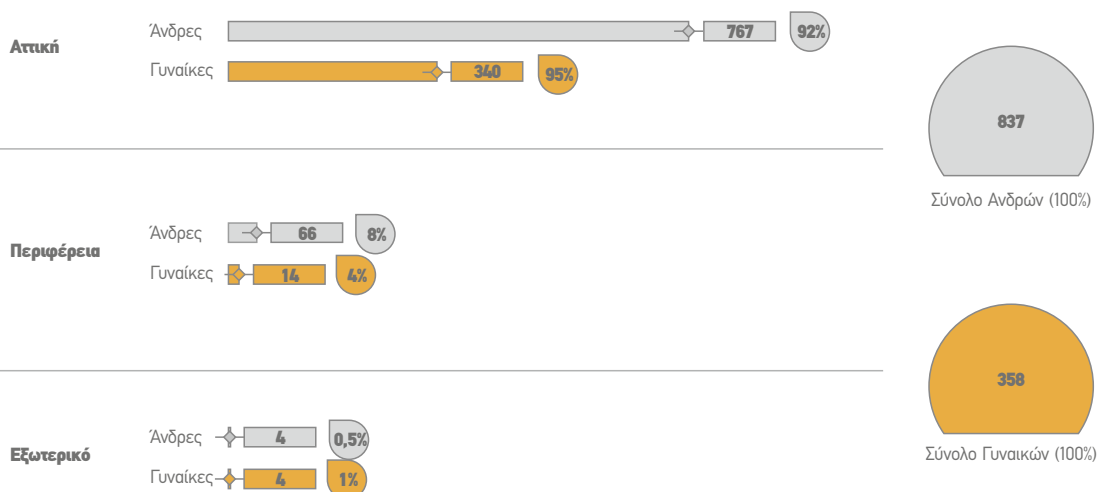 Αττική
Άνδρες 767 92%
Γυναίκες 340 95%
837
Σύνολο Ανδρών (100%)
Περιφέρεια
Άνδρες 66 8%
Γυναίκες 14 4%
358
Σύνολο Γυναικών (100%)
Εξωτερικό
Άνδρες 4 0,5%
Γυναίκες 4 1%